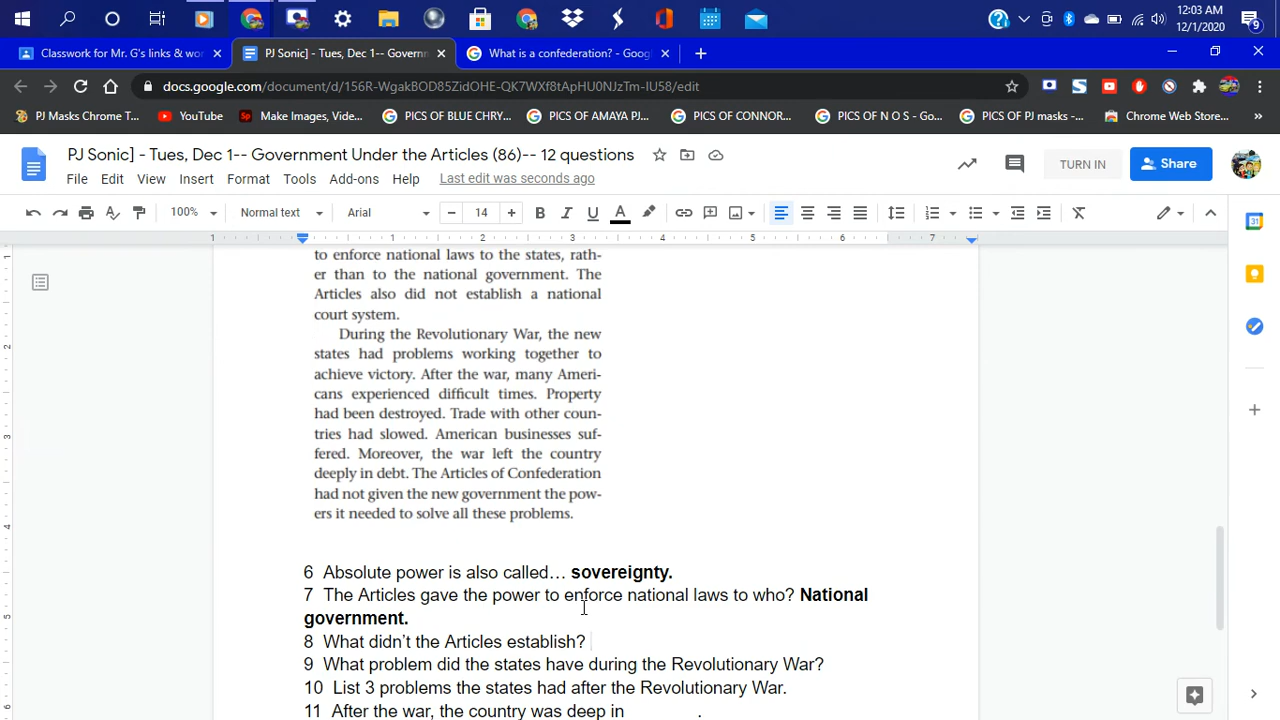 12:03 AM
12/1/2020
9
Classwork for Mr. G's links & wor
PJ Sonic] - Tues, Dec 1-- Governm
What is a confederation? - Goog
docs.google.com/document/d/156R-WgakBOD85ZidOHE-QK7WXf8tApHU0NJzTm-IU58/edit
PJ Masks Chrome T...
YouTube
Make Images, Vide...
PICS OF BLUE CHRY...
PICS OF AMAYA PJ...
PICS OF CONNOR...
PICS OF N O S - Go...
PICS OF PJ masks -...
Chrome Web Store...
»
PJ Sonic] - Tues, Dec 1-- Government Under the Articles (86)-- 12 questions
TURN IN
Share
File Edit View Insert Format Tools Add-ons Help Last edit was seconds ago
100% Normal text Arial 14 B I U A
1 1 2 3 4 5 6 7
to enforce national laws to the states, rath-
er than to the national government. The
Articles also did not establish a national
court system.
During the Revolutionary War, the new
states had problems working together to
achieve victory. After the war, many Ameri-
cans experienced difficult times. Property
had been destroyed. Trade with other coun-
tries had slowed. American businesses suf-
fered. Moreover, the war left the country
deeply in debt. The Articles of Confederation
had not given the new government the pow-
ers it needed to solve all these problems.
6 Absolute power is also called… sovereignty.
7 The Articles gave the power to enforce national laws to who? National
government.
8 What didn't the Articles establish?
9 What problem did the states have during the Revolutionary War?
10 List 3 problems the states had after the Revolutionary War.
11 After the war, the country was deep in ______.